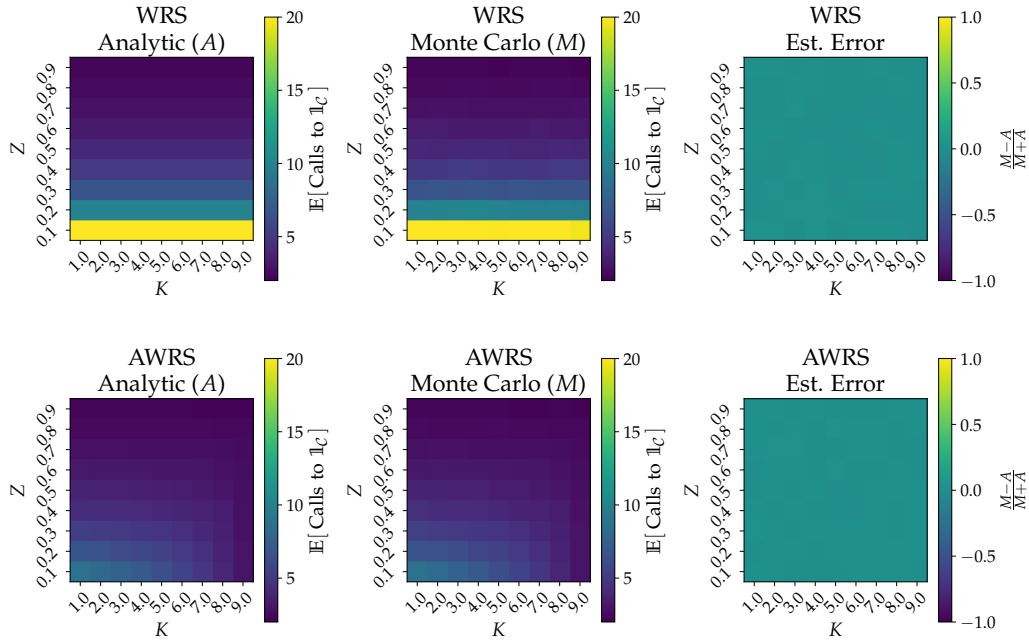 WRS
Analytic (A)
Z
0.9
0.8
0.7
0.6
0.5
0.4
0.3
0.2
0.1
1.0 2.0 3.0 4.0 5.0 6.0 7.0 8.0 9.0
K
20
15
10
5
𝔼[ Calls to 𝟙_𝒞 ]
WRS
Monte Carlo (M)
Z
0.9
0.8
0.7
0.6
0.5
0.4
0.3
0.2
0.1
1.0 2.0 3.0 4.0 5.0 6.0 7.0 8.0 9.0
K
20
15
10
5
𝔼[ Calls to 𝟙_𝒞 ]
WRS
Est. Error
Z
0.9
0.8
0.7
0.6
0.5
0.4
0.3
0.2
0.1
1.0 2.0 3.0 4.0 5.0 6.0 7.0 8.0 9.0
K
1.0
0.5
0.0
−0.5
−1.0
M−A
M+A
AWRS
Analytic (A)
Z
0.9
0.8
0.7
0.6
0.5
0.4
0.3
0.2
0.1
1.0 2.0 3.0 4.0 5.0 6.0 7.0 8.0 9.0
K
20
15
10
5
𝔼[ Calls to 𝟙_𝒞 ]
AWRS
Monte Carlo (M)
Z
0.9
0.8
0.7
0.6
0.5
0.4
0.3
0.2
0.1
1.0 2.0 3.0 4.0 5.0 6.0 7.0 8.0 9.0
K
20
15
10
5
𝔼[ Calls to 𝟙_𝒞 ]
AWRS
Est. Error
Z
0.9
0.8
0.7
0.6
0.5
0.4
0.3
0.2
0.1
1.0 2.0 3.0 4.0 5.0 6.0 7.0 8.0 9.0
K
1.0
0.5
0.0
−0.5
−1.0
M−A
M+A